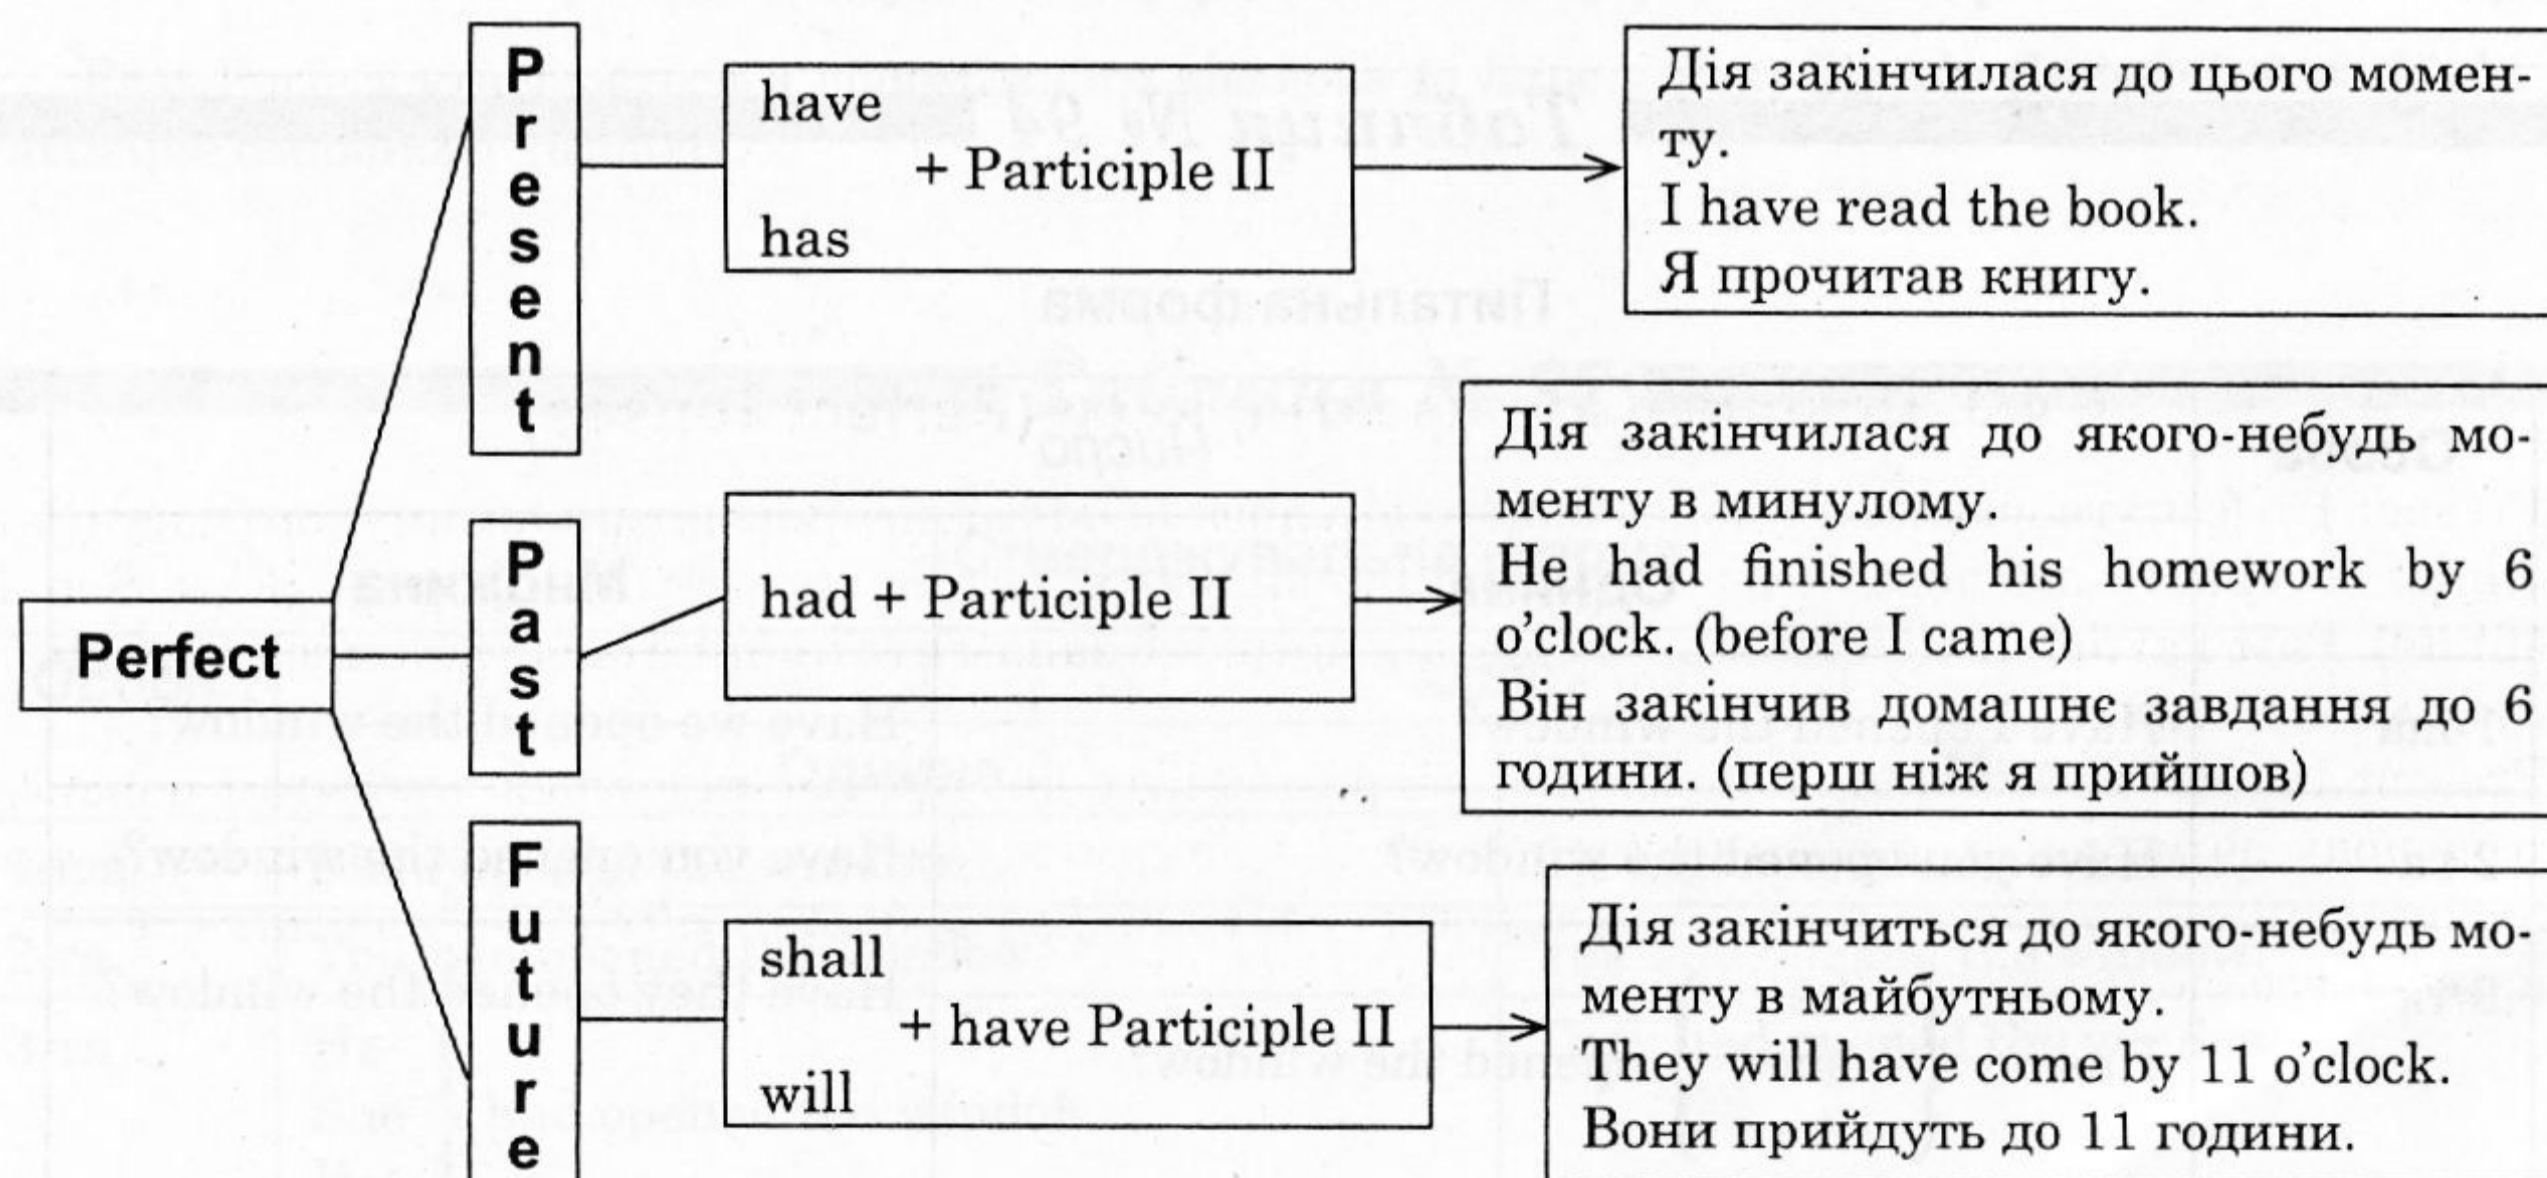 Perfect
Present
have
+ Participle II
has
Дія закінчилася до цього момен-
ту.
I have read the book.
Я прочитав книгу.
Past
had + Participle II
Дія закінчилася до якого-небудь мо-
менту в минулому.
He had finished his homework by 6
o’clock. (before I came)
Він закінчив домашнє завдання до 6
години. (перш ніж я прийшов)
Future
shall
+ have Participle II
will
Дія закінчиться до якого-небудь мо-
менту в майбутньому.
They will have come by 11 o’clock.
Вони прийдуть до 11 години.